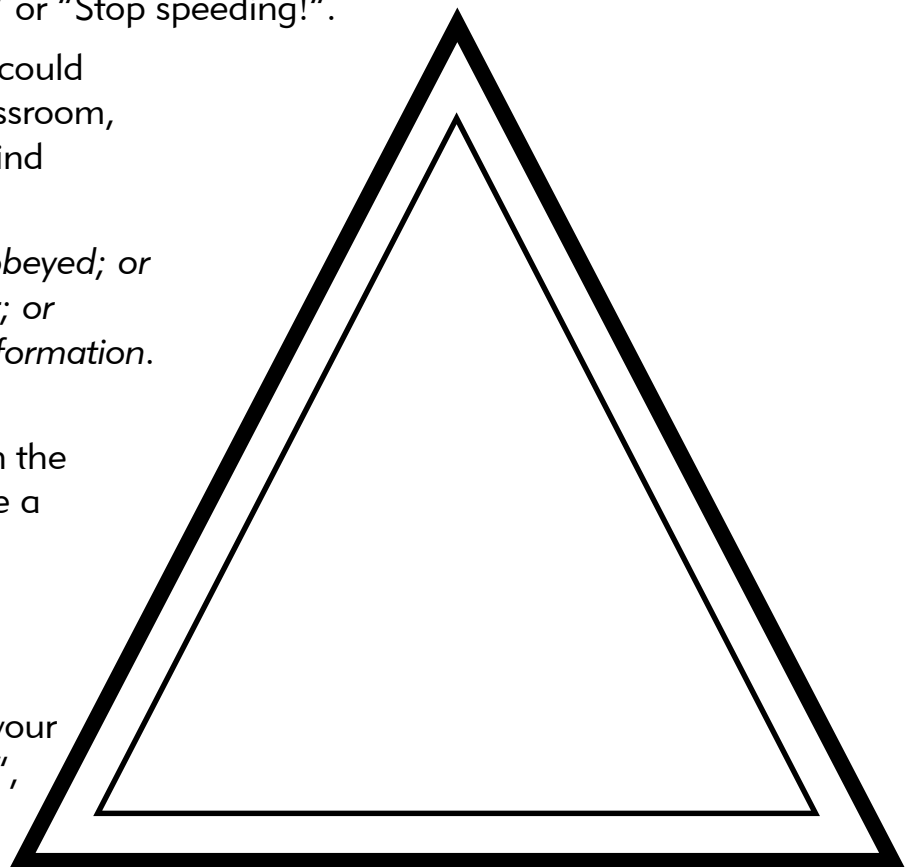 or “Stop speeding!”.
could
ssroom,
ind
beyed; or
; or
formation.
n the
e a
your
”,